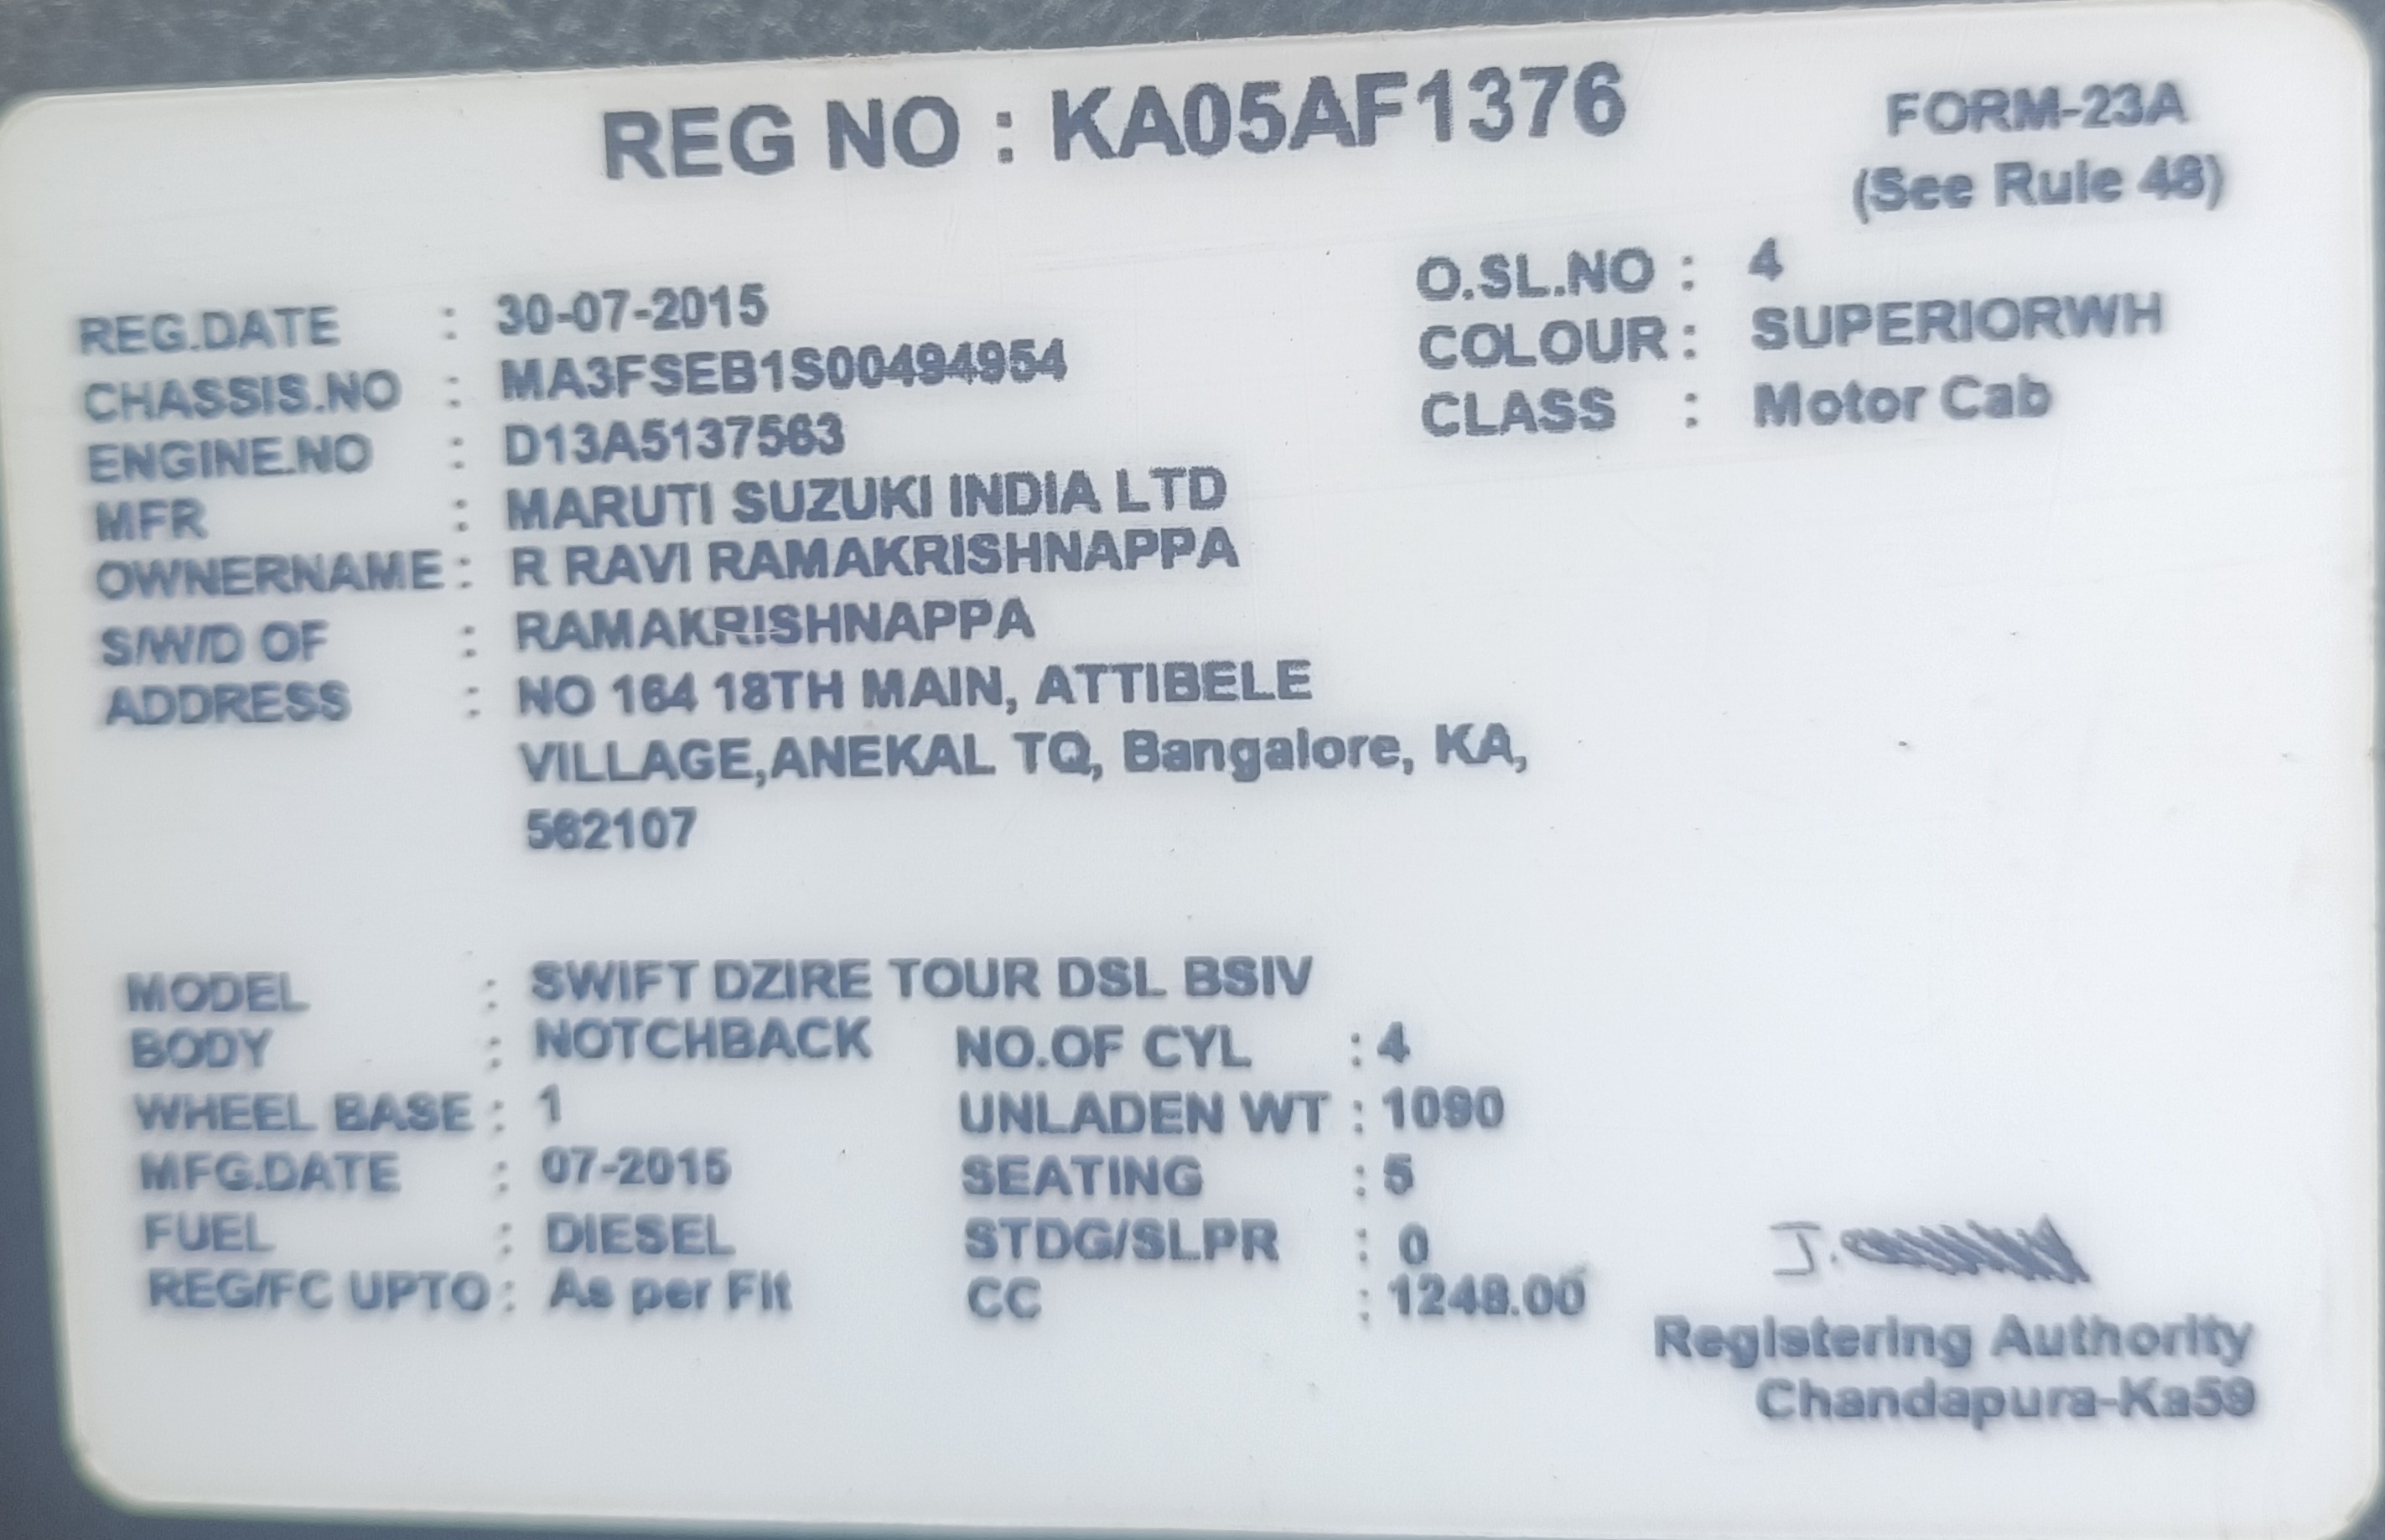 REG NO : KA05AF1376
FORM-23A
(See Rule 48)
REG.DATE : 30-07-2015
CHASSIS.NO : MA3FSEB1S00494954
ENGINE.NO : D13A5137563
MFR : MARUTI SUZUKI INDIA LTD
OWNERNAME : R RAVI RAMAKRISHNAPPA
S/W/D OF : RAMAKRISHNAPPA
ADDRESS : NO 164 18TH MAIN, ATTIBELE
VILLAGE,ANEKAL TQ, Bangalore, KA,
562107
O.SL.NO : 4
COLOUR : SUPERIORWH
CLASS : Motor Cab
MODEL : SWIFT DZIRE TOUR DSL BSIV
BODY : NOTCHBACK
WHEEL BASE : 1
MFG.DATE : 07-2015
FUEL : DIESEL
REG/FC UPTO : As per Fit
NO.OF CYL : 4
UNLADEN WT : 1090
SEATING : 5
STDG/SLPR : 0
CC : 1248.00
Registering Authority
Chandapura-Ka59